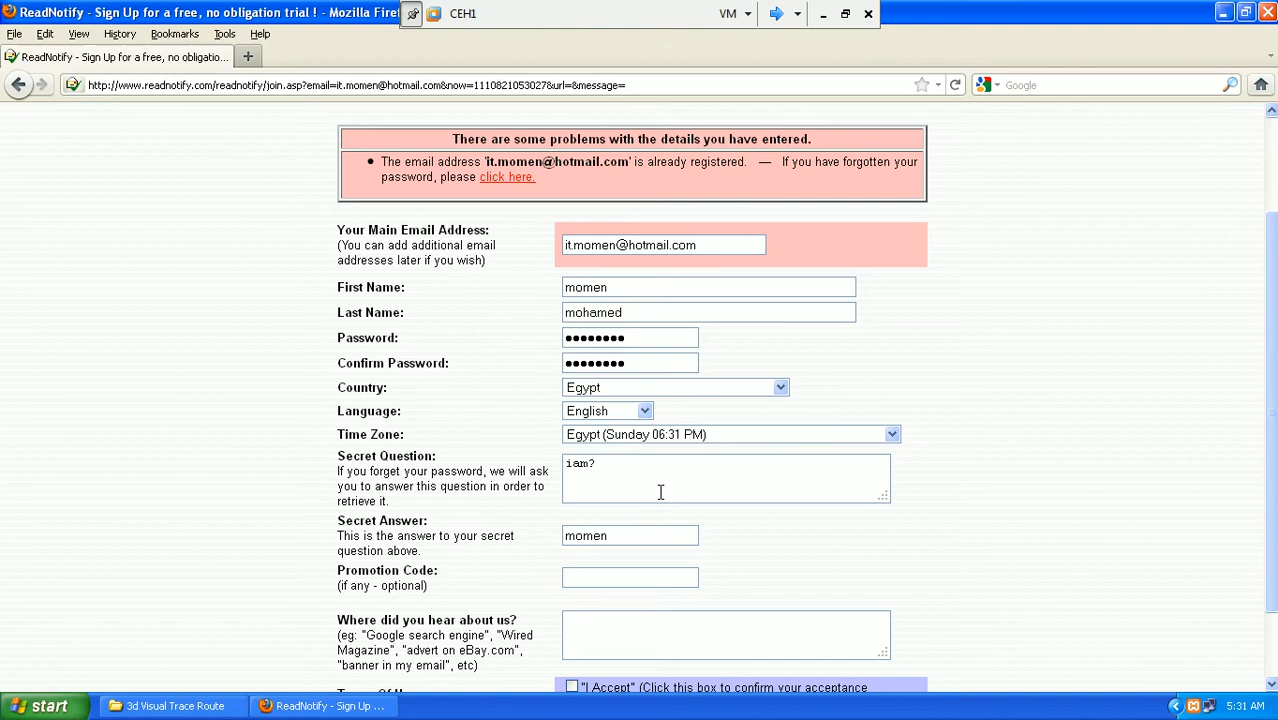 ReadNotify - Sign Up for a free, no obligation trial ! - Mozilla Firef
CEH1
VM
File Edit View History Bookmarks Tools Help
ReadNotify - Sign Up for a free, no obligatio...
http://www.readnotify.com/readnotify/join.asp?email=it.momen@hotmail.com&now=1110821053027&url=&message=
Google
There are some problems with the details you have entered.
The email address 'it.momen@hotmail.com' is already registered. — If you have forgotten your
password, please click here.
Your Main Email Address:
(You can add additional email
addresses later if you wish)
it.momen@hotmail.com
First Name: momen
Last Name: mohamed
Password: ••••••••
Confirm Password: ••••••••
Country: Egypt
Language: English
Time Zone: Egypt (Sunday 06:31 PM)
Secret Question:
If you forget your password, we will ask
you to answer this question in order to
retrieve it.
iam?
Secret Answer:
This is the answer to your secret
question above.
momen
Promotion Code:
(if any - optional)
Where did you hear about us?
(eg: "Google search engine", "Wired
Magazine", "advert on eBay.com",
"banner in my email", etc)
"I Accept" (Click this box to confirm your acceptance
start
3d Visual Trace Route
ReadNotify - Sign Up ...
5:31 AM